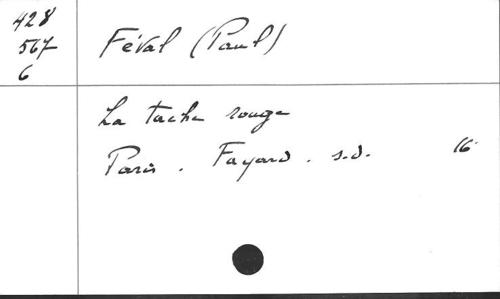 428
567
6
Féval (Paul)
La tache rouge
Paris. Fayard. s.d. 16